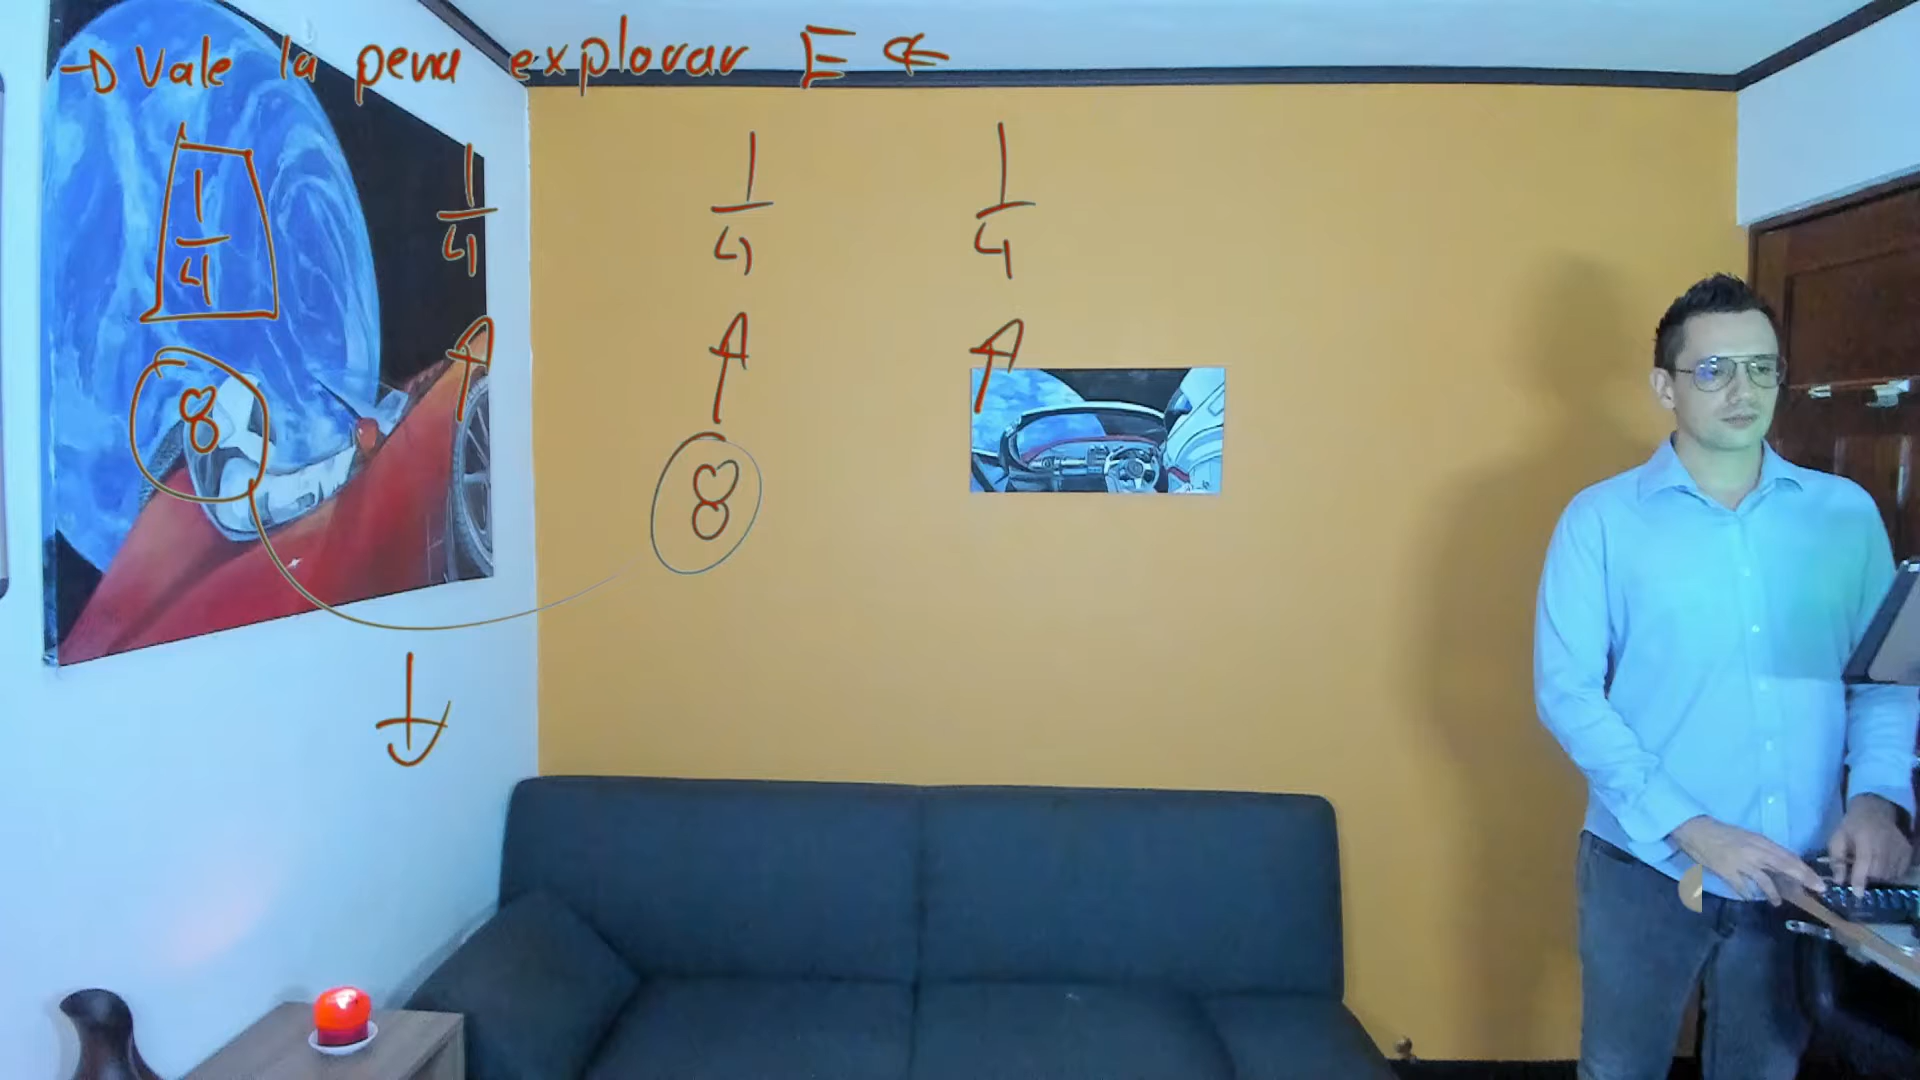 → Vale la pena explorar E ←
1/4 1/4 1/4 1/4
↑ ↑ ↑
8
8
↓